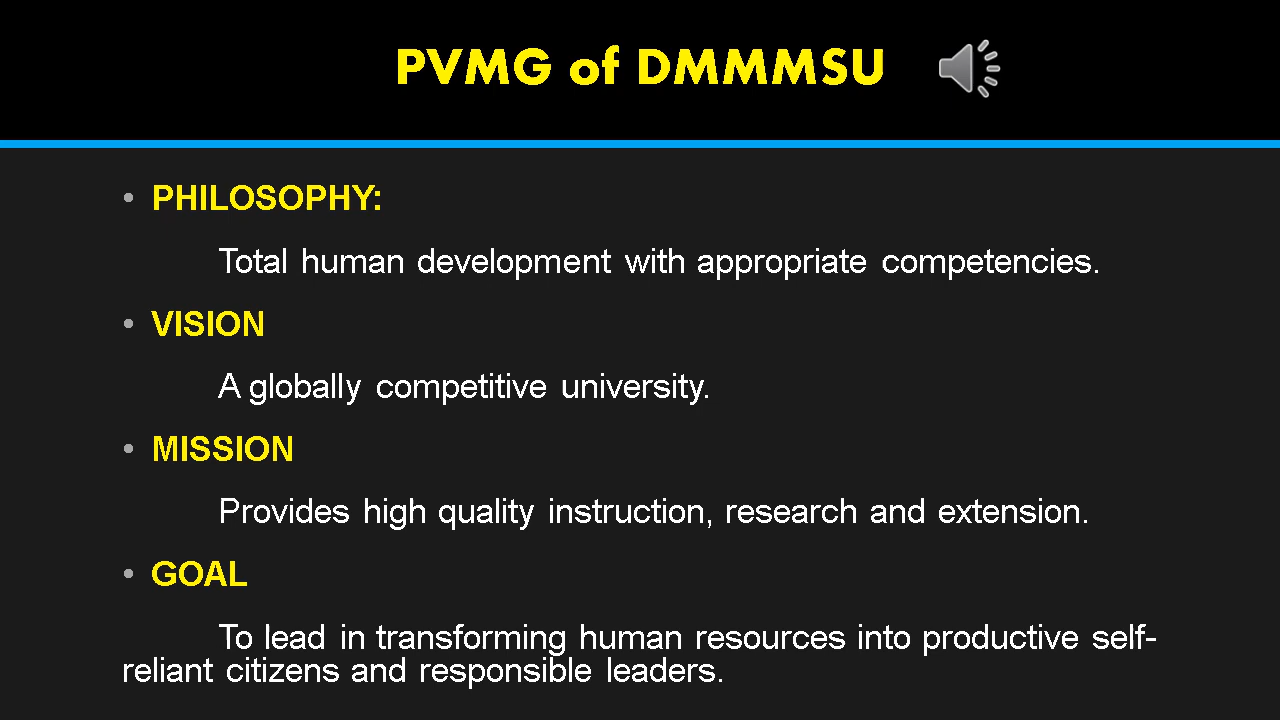 PVMG of DMMMSU
• PHILOSOPHY:
Total human development with appropriate competencies.
• VISION
A globally competitive university.
• MISSION
Provides high quality instruction, research and extension.
• GOAL
To lead in transforming human resources into productive self-
reliant citizens and responsible leaders.